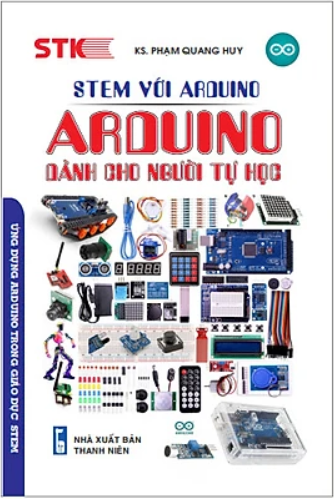 STK
KS. PHẠM QUANG HUY
STEM VỚI ARDUINO
ARDUINO
DÀNH CHO NGƯỜI TỰ HỌC
ỨNG DỤNG ARDUINO TRONG GIÁO DỤC STEM
NHÀ XUẤT BẢN
THANH NIÊN
ARDUINO